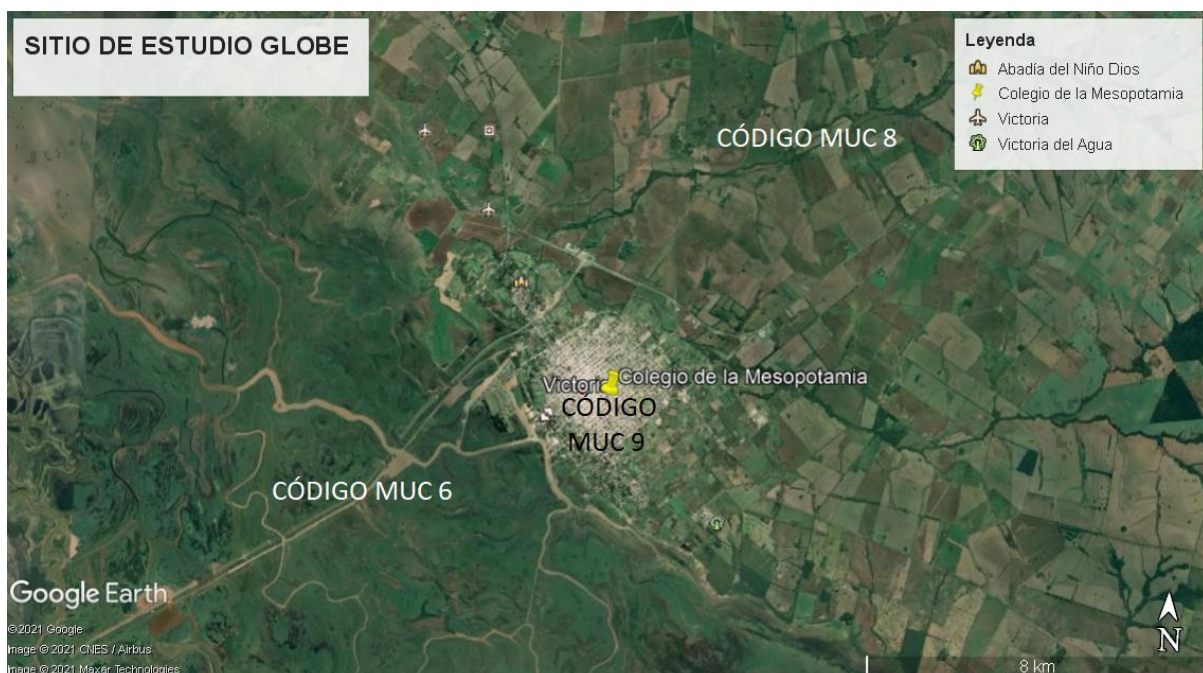 SITIO DE ESTUDIO GLOBE
Leyenda
Abadía del Niño Dios
Colegio de la Mesopotamia
Victoria
Victoria del Agua
CÓDIGO MUC 8
Victoria
Colegio de la Mesopotamia
CÓDIGO
MUC 9
CÓDIGO MUC 6
Google Earth
© 2021 Google
Image © 2021 CNES / Airbus
Image © 2021 Maxar Technologies
N
8 km